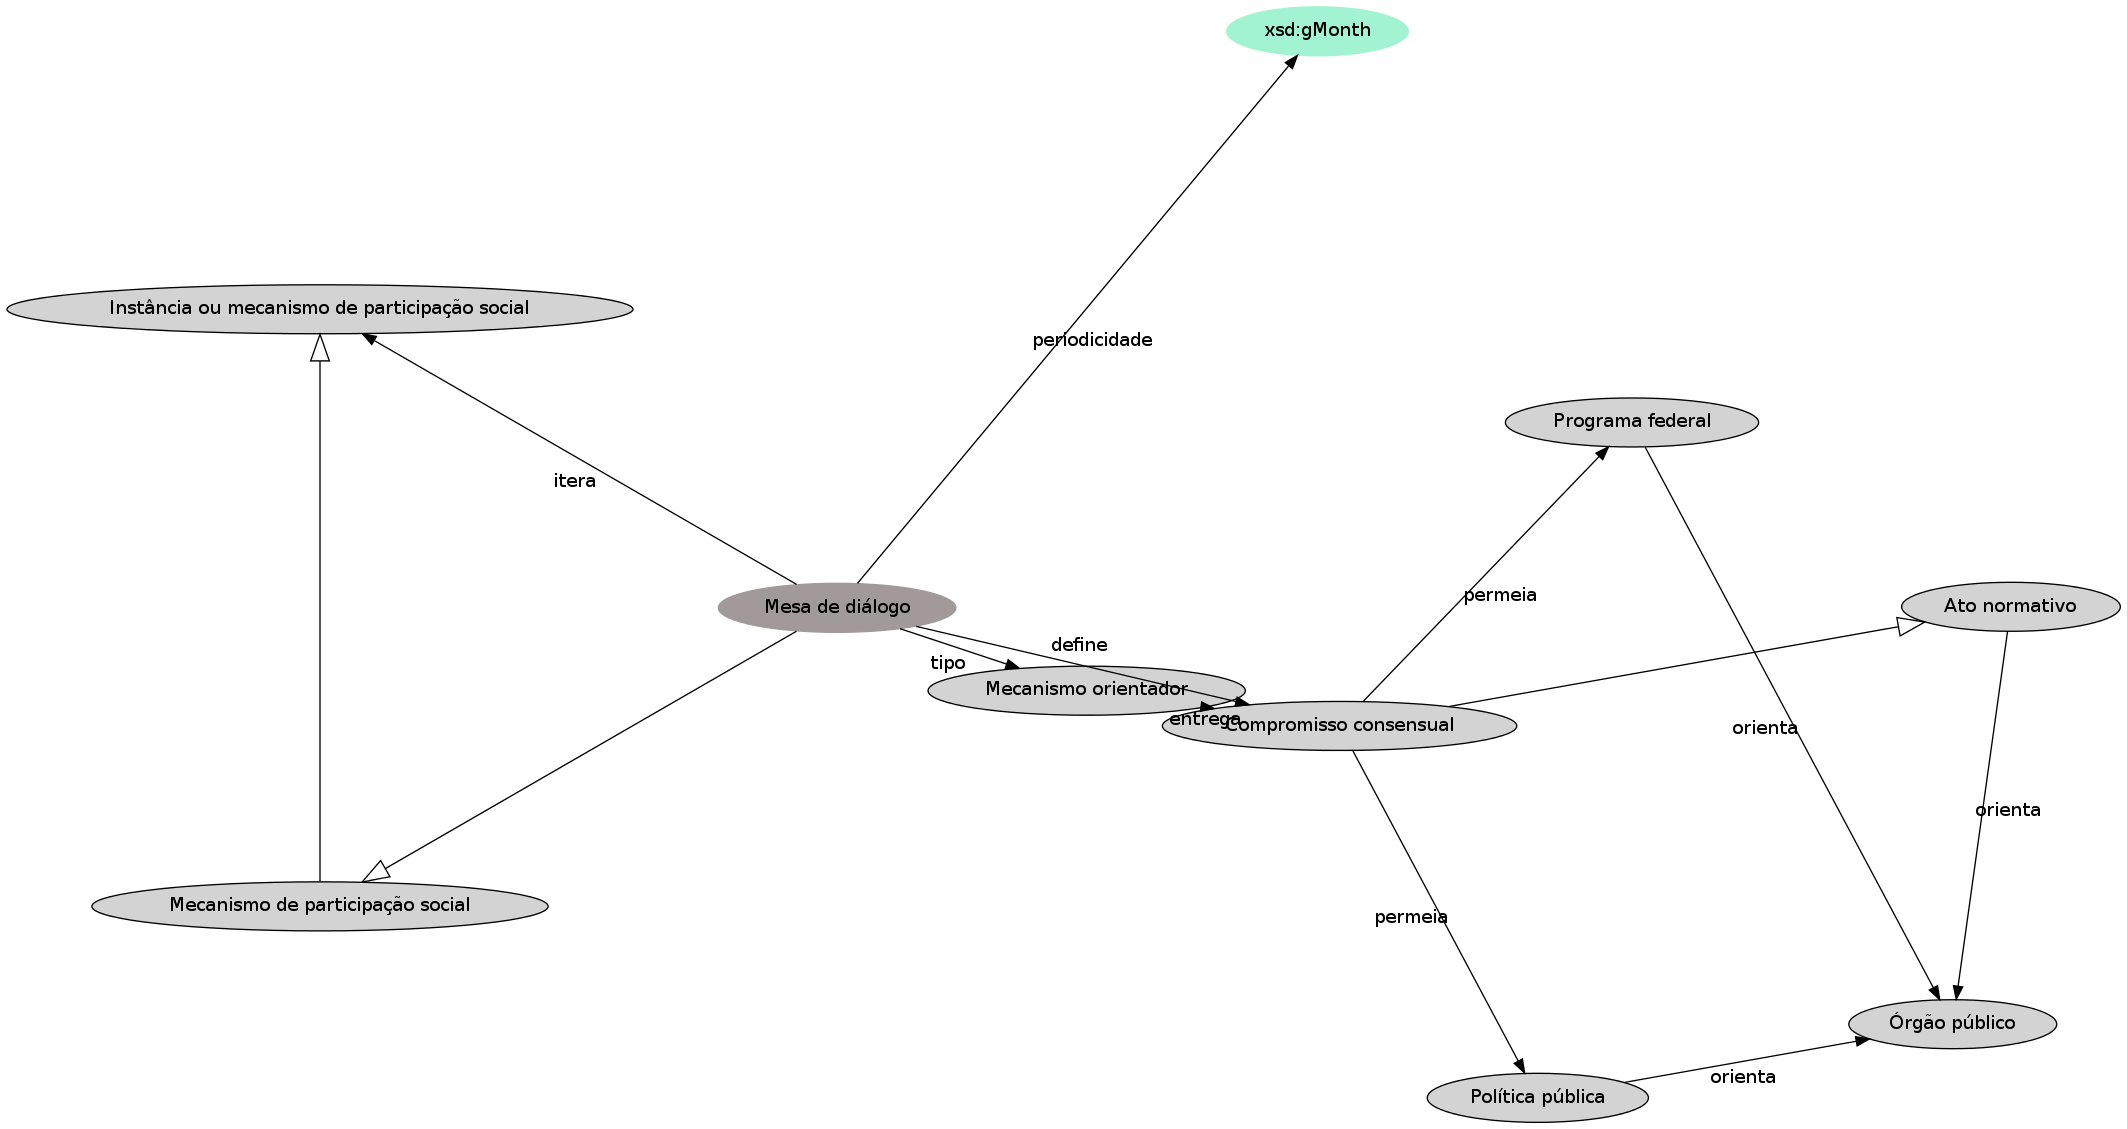 xsd:gMonth
Instância ou mecanismo de participação social
periodicidade
Programa federal
itera
permeia
Mesa de diálogo
Ato normativo
define
tipo
Mecanismo orientador
entrega
Compromisso consensual
orienta
orienta
Mecanismo de participação social
permeia
Órgão público
orienta
Política pública